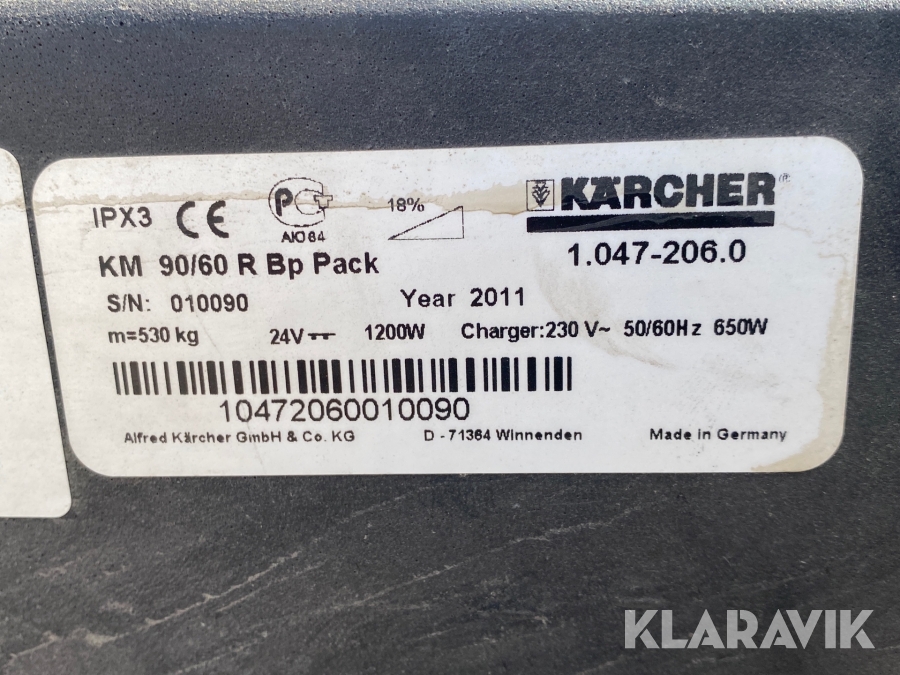 IPX3 CE PC AЮ64 18% KÄRCHER
KM 90/60 R Bp Pack 1.047-206.0
S/N: 010090 Year 2011
m=530 kg 24V 1200W Charger:230 V~ 50/60Hz 650W
10472060010090
Alfred Kärcher GmbH & Co. KG D - 71364 Winnenden Made in Germany
KLARAVIK